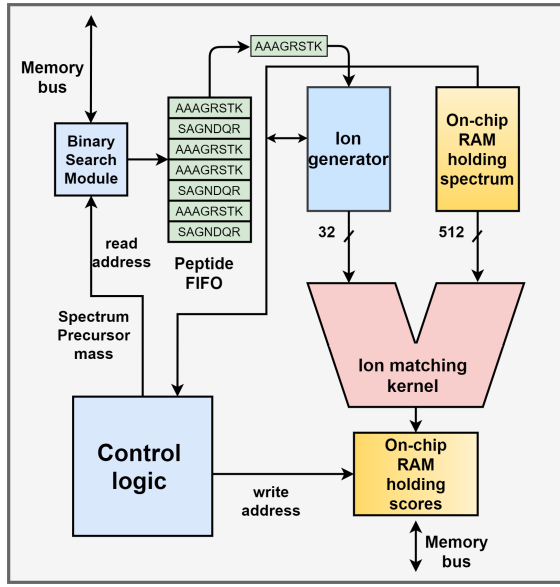 AAAGRSTK
Memory
bus
Binary
Search
Module
AAAGRSTK
SAGNDQR
AAAGRSTK
AAAGRSTK
SAGNDQR
AAAGRSTK
SAGNDQR
Peptide
FIFO
Ion
generator
On-chip
RAM
holding
spectrum
32
512
read
address
Spectrum
Precursor
mass
Ion matching
kernel
Control
logic
write
address
On-chip
RAM
holding
scores
Memory
bus